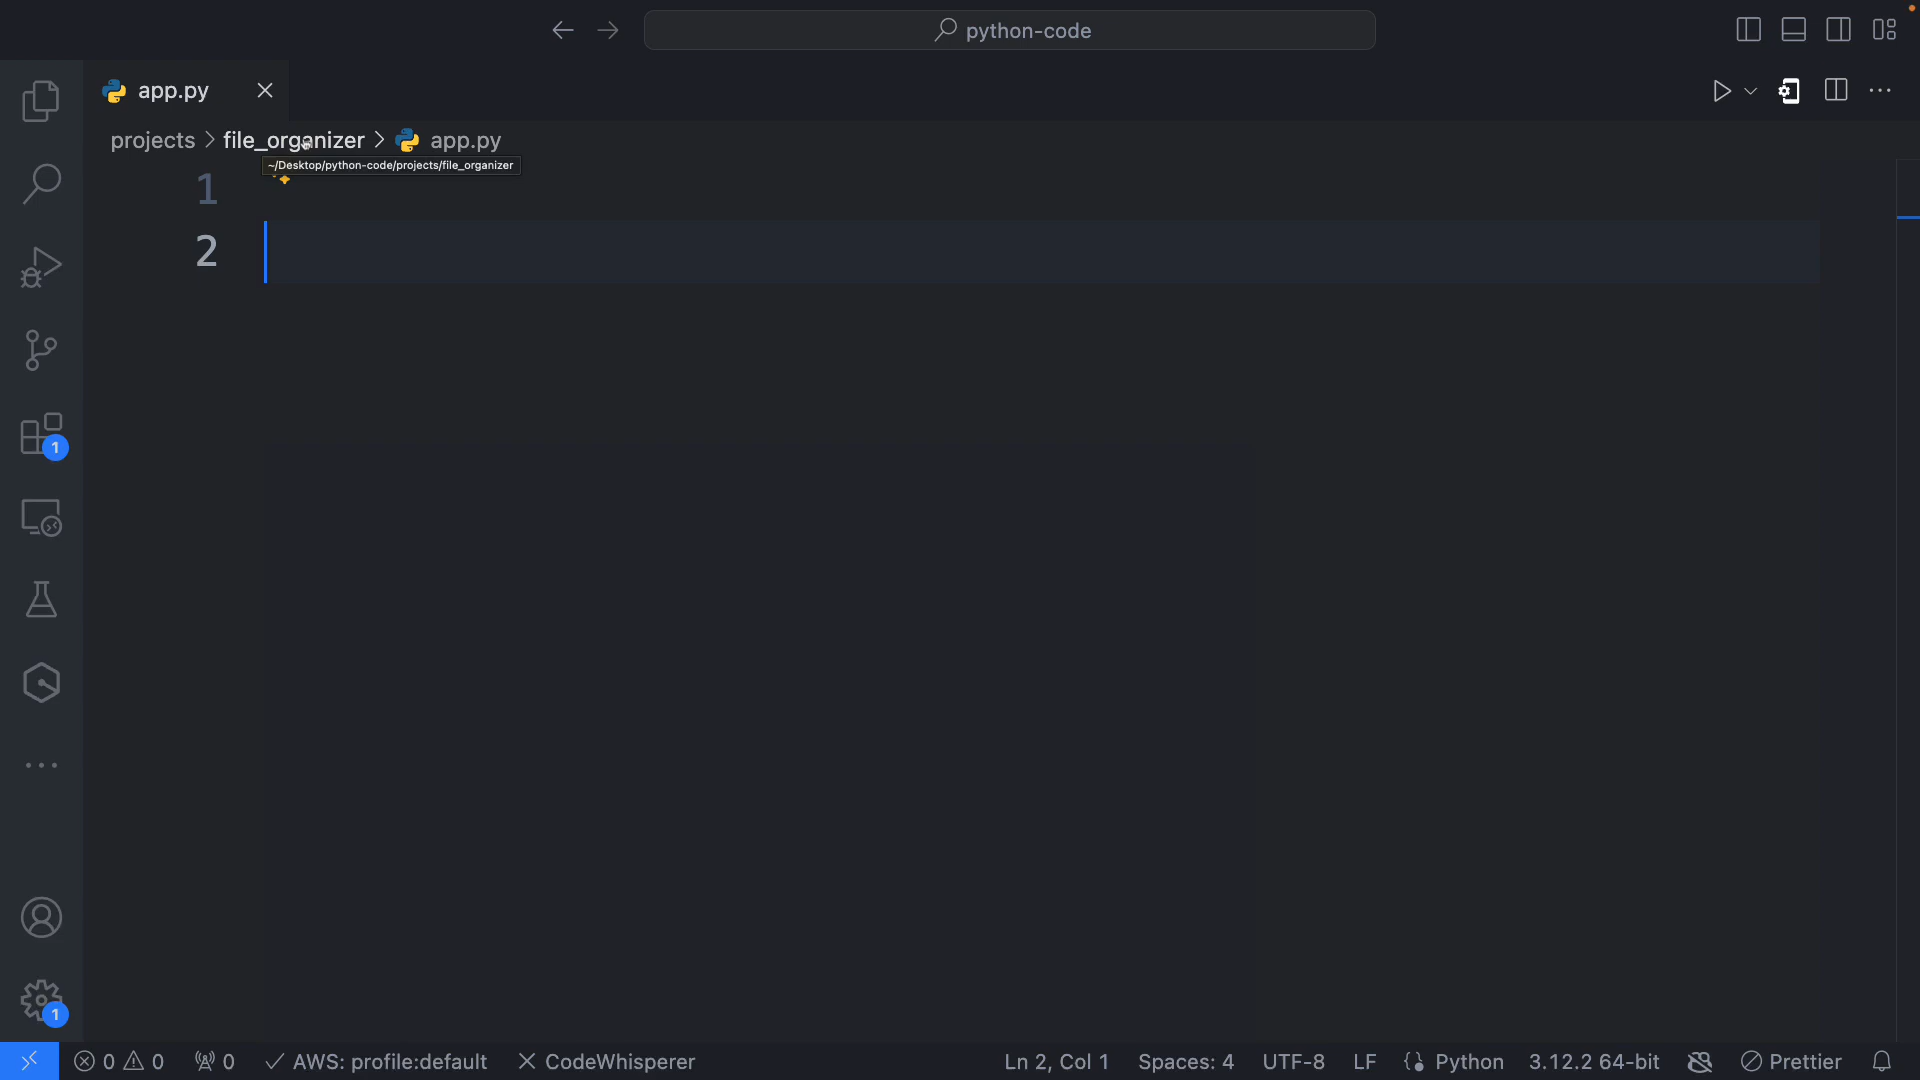 python-code
app.py
projects > file_organizer > app.py
~/Desktop/python-code/projects/file_organizer
1
2
1
1
0 0 0 AWS: profile:default CodeWhisperer Ln 2, Col 1 Spaces: 4 UTF-8 LF Python 3.12.2 64-bit Prettier